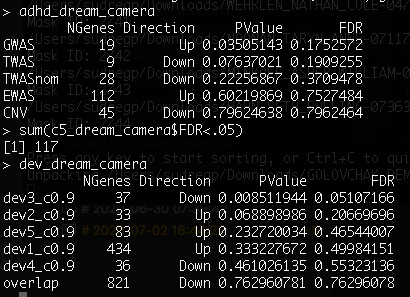 > adhd_dream_camera
NGenes Direction PValue FDR
GWAS 19 Up 0.03505143 0.1752572
TWAS 9 Down 0.07637021 0.1909255
TWASnom 28 Down 0.22256867 0.3709478
EWAS 112 Up 0.60219869 0.7527484
CNV 45 Down 0.79624638 0.7962464
> sum(c5_dream_camera$FDR<.05)
[1] 117
> dev_dream_camera
NGenes Direction PValue FDR
dev3_c0.9 37 Down 0.008511944 0.05107166
dev2_c0.9 33 Up 0.068898986 0.20669696
dev5_c0.9 83 Up 0.232720034 0.46544007
dev1_c0.9 434 Up 0.333227672 0.49984151
dev4_c0.9 36 Down 0.461026135 0.55323136
overlap 821 Down 0.762960781 0.76296078